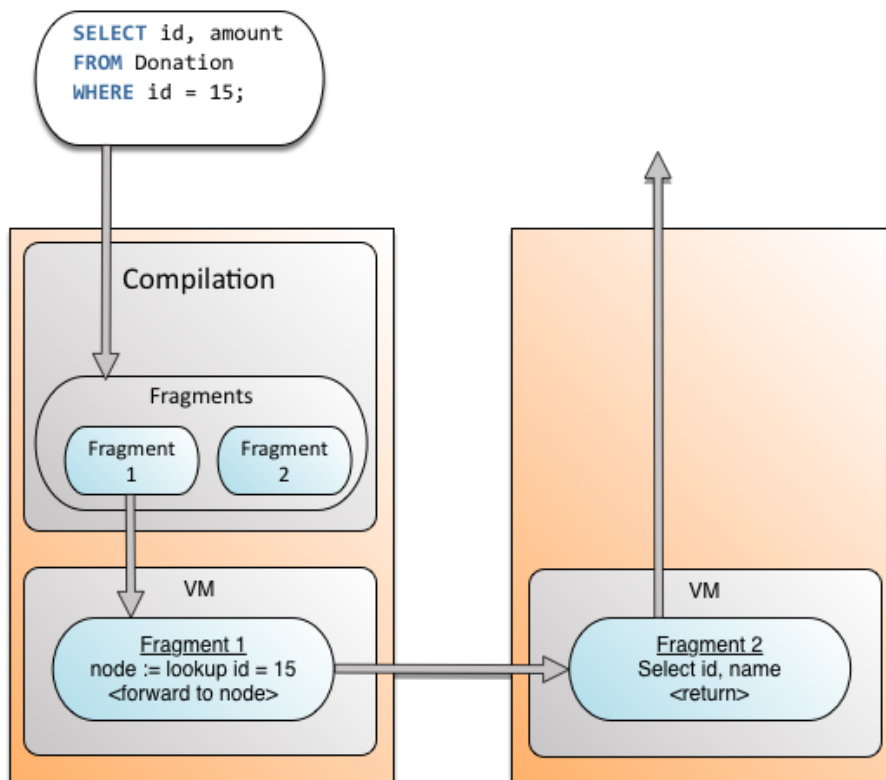 SELECT id, amount
FROM Donation
WHERE id = 15;
Compilation
Fragments
Fragment
1
Fragment
2
VM
Fragment 1
node := lookup id = 15
<forward to node>
VM
Fragment 2
Select id, name
<return>